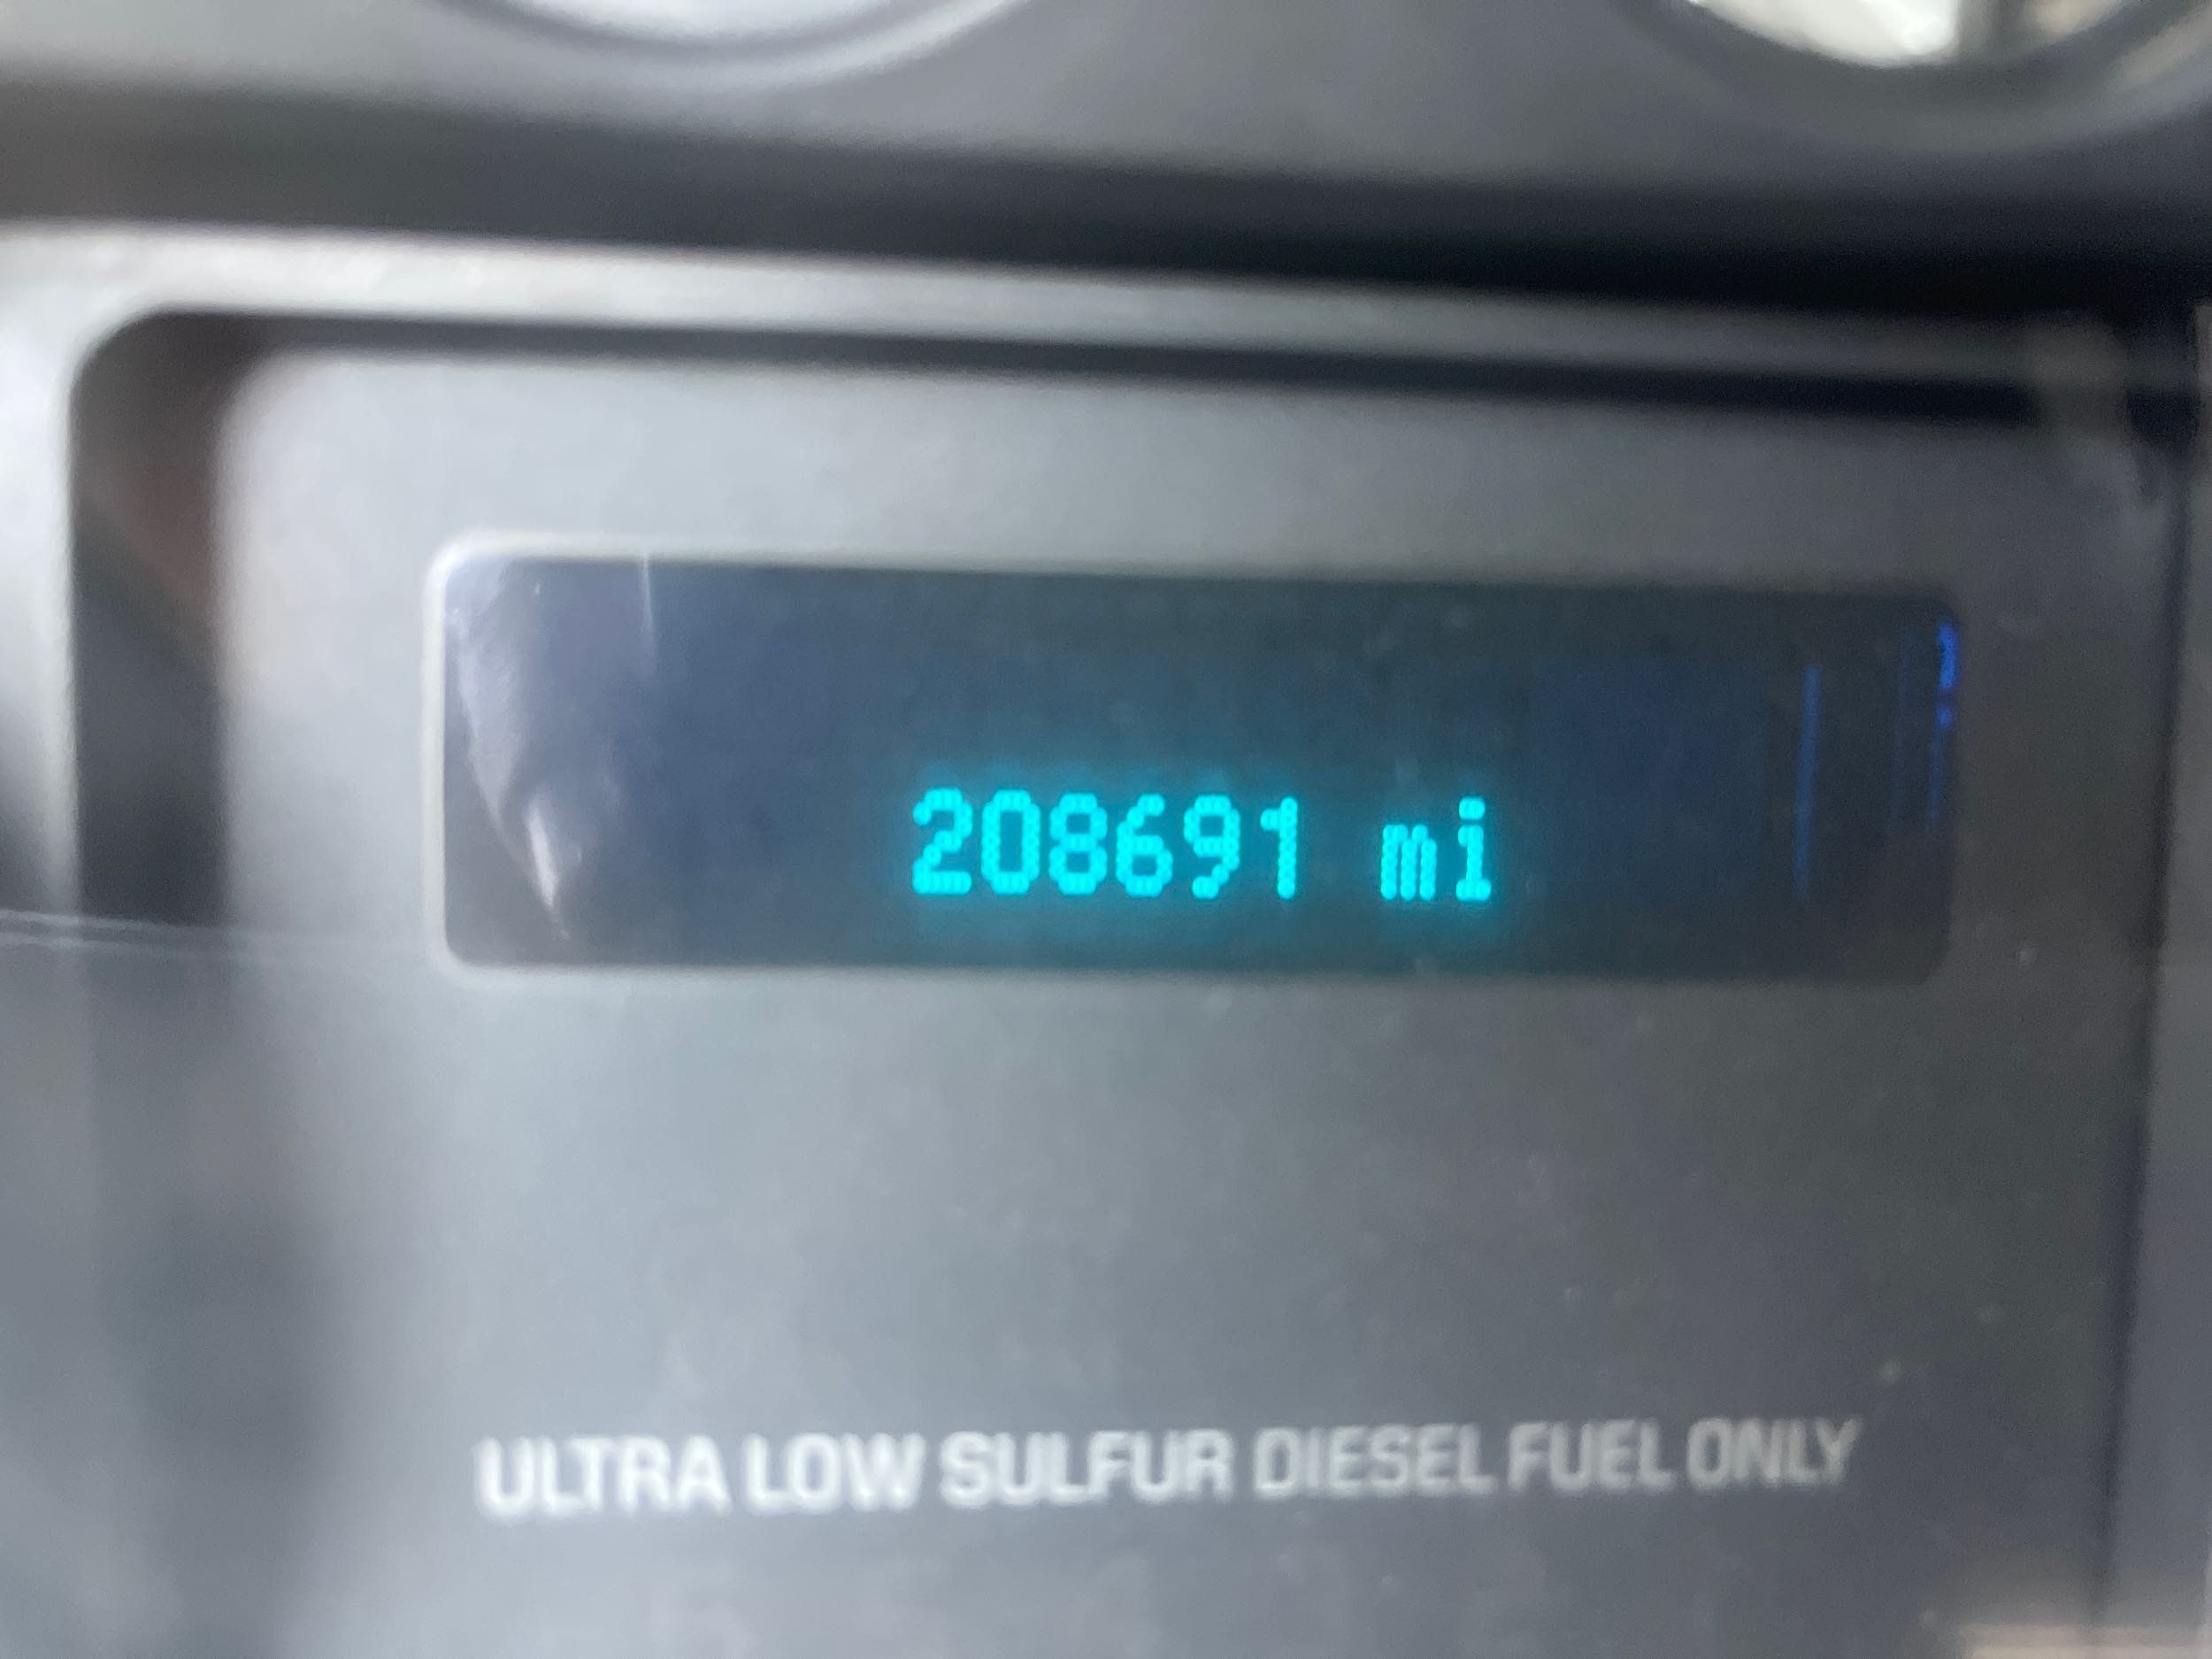 208691 mi
ULTRA LOW SULFUR DIESEL FUEL ONLY